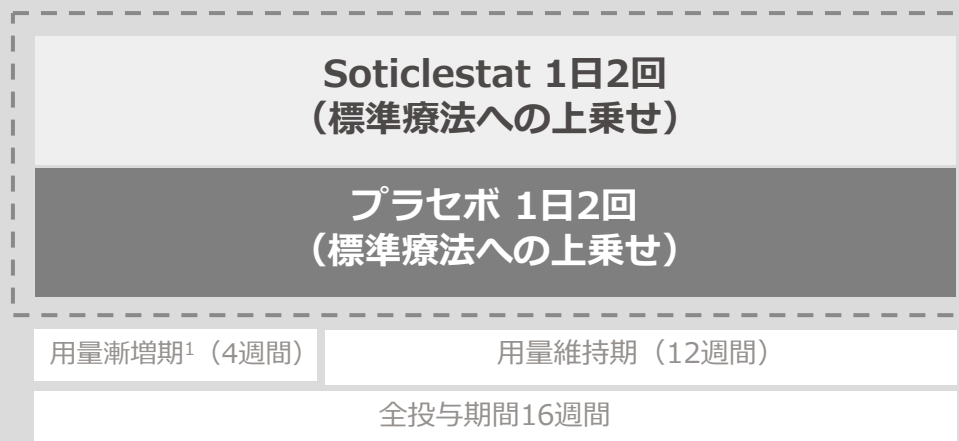 Soticlestat 1日2回
（標準療法への上乗せ）
プラセボ 1日2回
（標準療法への上乗せ）
用量漸増期¹（4週間）
用量維持期（12週間）
全投与期間16週間